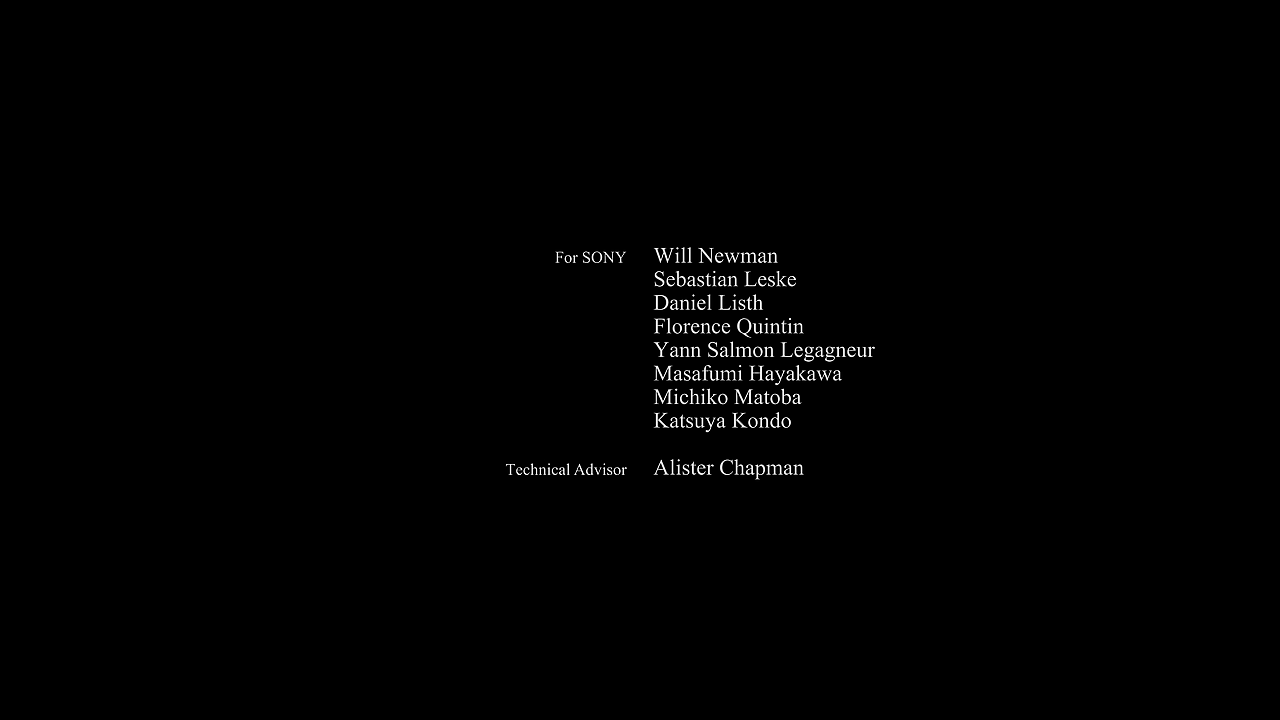 For SONY Will Newman
Sebastian Leske
Daniel Listh
Florence Quintin
Yann Salmon Legagneur
Masafumi Hayakawa
Michiko Matoba
Katsuya Kondo
Technical Advisor Alister Chapman